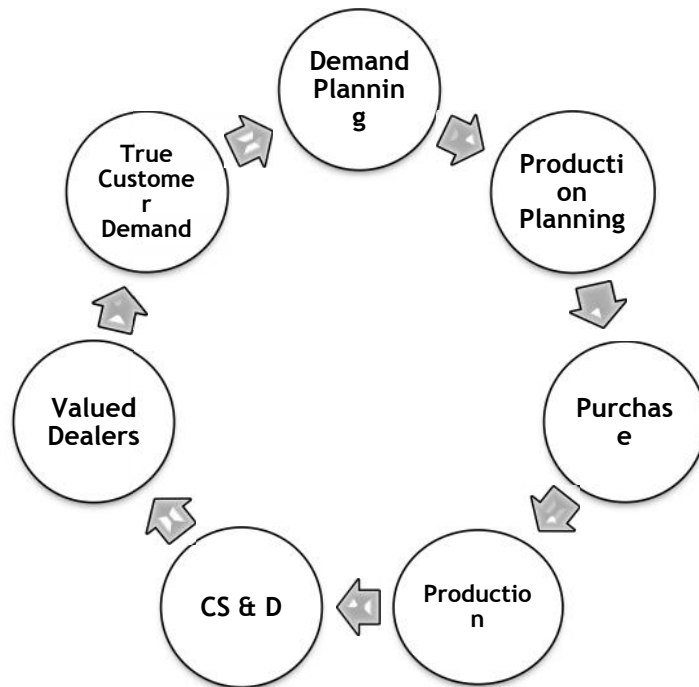 Demand
Plannin
g
True
Custome
r
Demand
Producti
on
Planning
Valued
Dealers
Purchas
e
CS & D
Productio
n